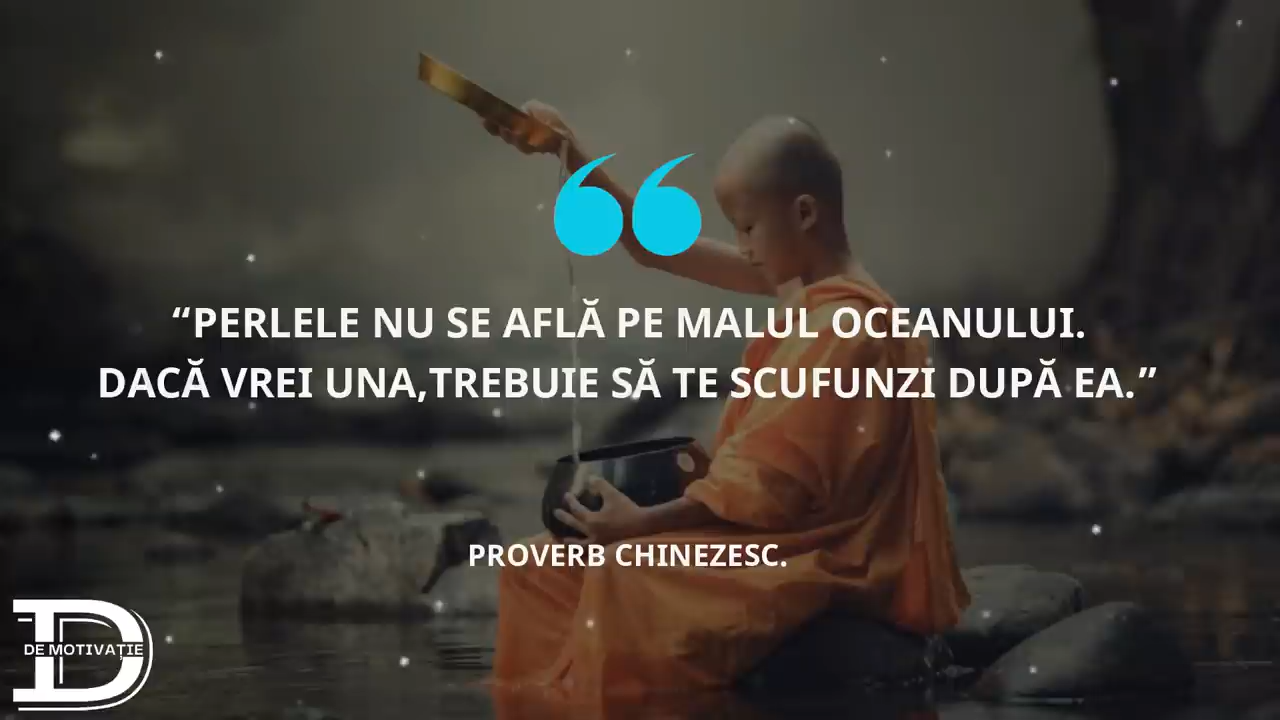 “PERLELE NU SE AFLĂ PE MALUL OCEANULUI.
DACĂ VREI UNA,TREBUIE SĂ TE SCUFUNZI DUPĂ EA.”
PROVERB CHINEZESC.
D
DE MOTIVAȚIE